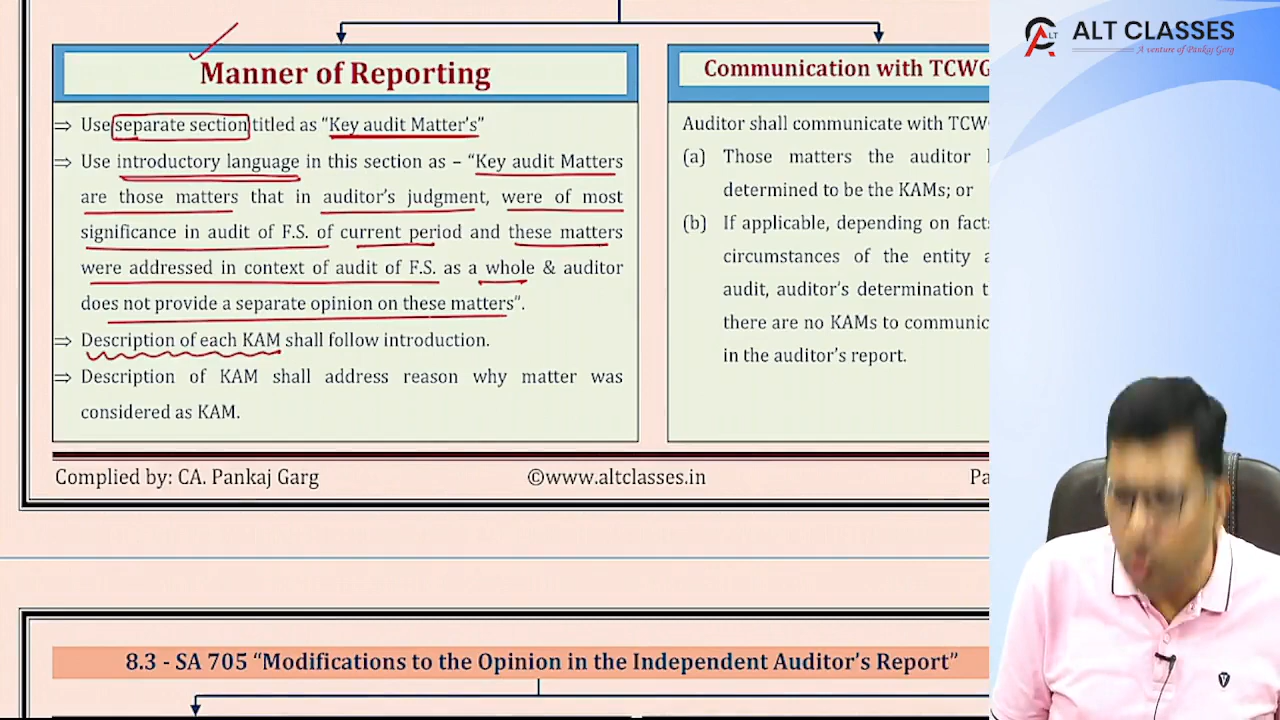 ALT CLASSES
A venture of Pankaj Garg
Manner of Reporting
⇒ Use separate section titled as "Key audit Matter's"
⇒ Use introductory language in this section as – "Key audit Matters
are those matters that in auditor's judgment, were of most
significance in audit of F.S. of current period and these matters
were addressed in context of audit of F.S. as a whole & auditor
does not provide a separate opinion on these matters".
⇒ Description of each KAM shall follow introduction.
⇒ Description of KAM shall address reason why matter was
considered as KAM.
Communication with TCWG
Auditor shall communicate with TCW
(a) Those matters the auditor
determined to be the KAMs; or
(b) If applicable, depending on facts
circumstances of the entity a
audit, auditor's determination t
there are no KAMs to communic
in the auditor's report.
Complied by: CA. Pankaj Garg
©www.altclasses.in
Pa
8.3 - SA 705 "Modifications to the Opinion in the Independent Auditor's Report"